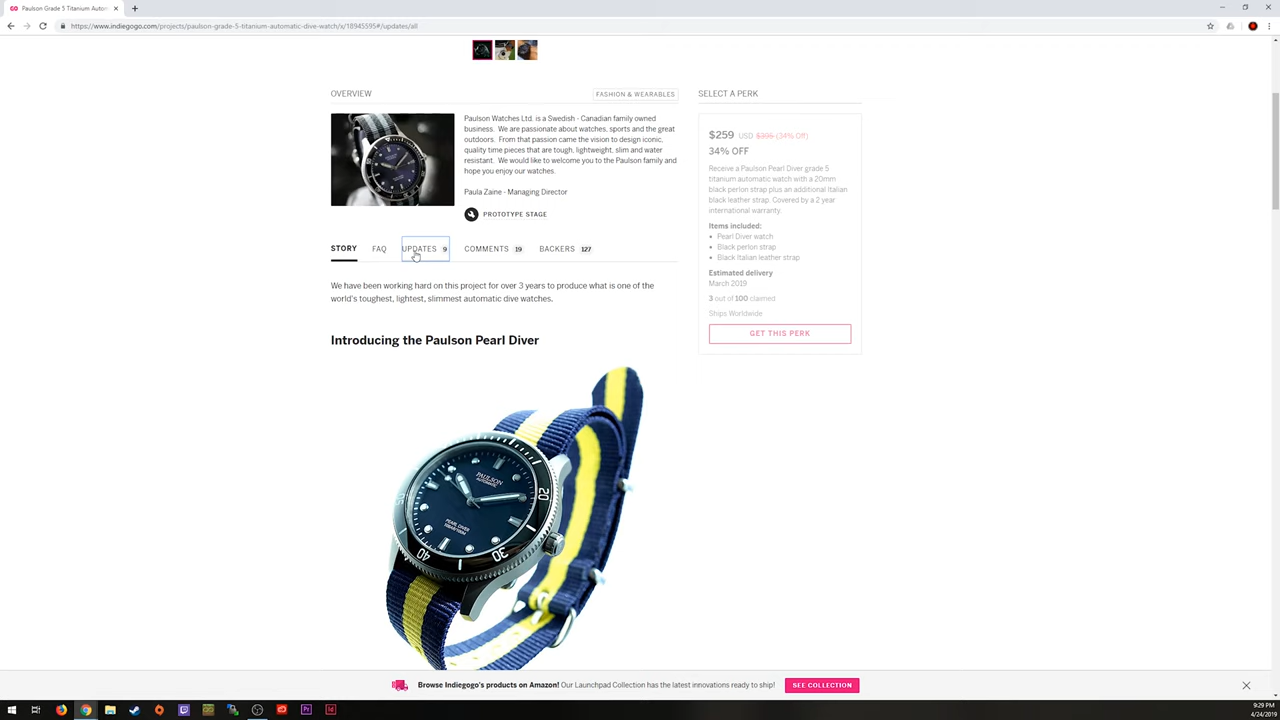 Paulson Grade 5 Titanium Autom
https://www.indiegogo.com/projects/paulson-grade-5-titanium-automatic-dive-watch/x/18945595#/updates/all
OVERVIEW
FASHION & WEARABLES
Paulson Watches Ltd. is a Swedish - Canadian family owned
business. We are passionate about watches, sports and the great
outdoors. From that passion came the vision to design iconic,
quality time pieces that are tough, lightweight, slim and water
resistant. We would like to welcome you to the Paulson family and
hope you enjoy our watches.
Paula Zaine - Managing Director
PROTOTYPE STAGE
STORY FAQ UPDATES 9 COMMENTS 19 BACKERS 127
We have been working hard on this project for over 3 years to produce what is one of the
world's toughest, lightest, slimmest automatic dive watches.
Introducing the Paulson Pearl Diver
PAULSON
AUTOMATIC
PEARL DIVER
20
30
40
SELECT A PERK
$259 USD $395 (34% Off)
34% OFF
Receive a Paulson Pearl Diver grade 5
titanium automatic watch with a 20mm
black perlon strap plus an additional Italian
black leather strap. Covered by a 2 year
international warranty.
Items included:
• Pearl Diver watch
• Black perlon strap
• Black Italian leather strap
Estimated delivery
March 2019
3 out of 100 claimed
Ships Worldwide
GET THIS PERK
Browse Indiegogo's products on Amazon! Our Launchpad Collection has the latest innovations ready to ship!
SEE COLLECTION
9:29 PM
4/24/2019